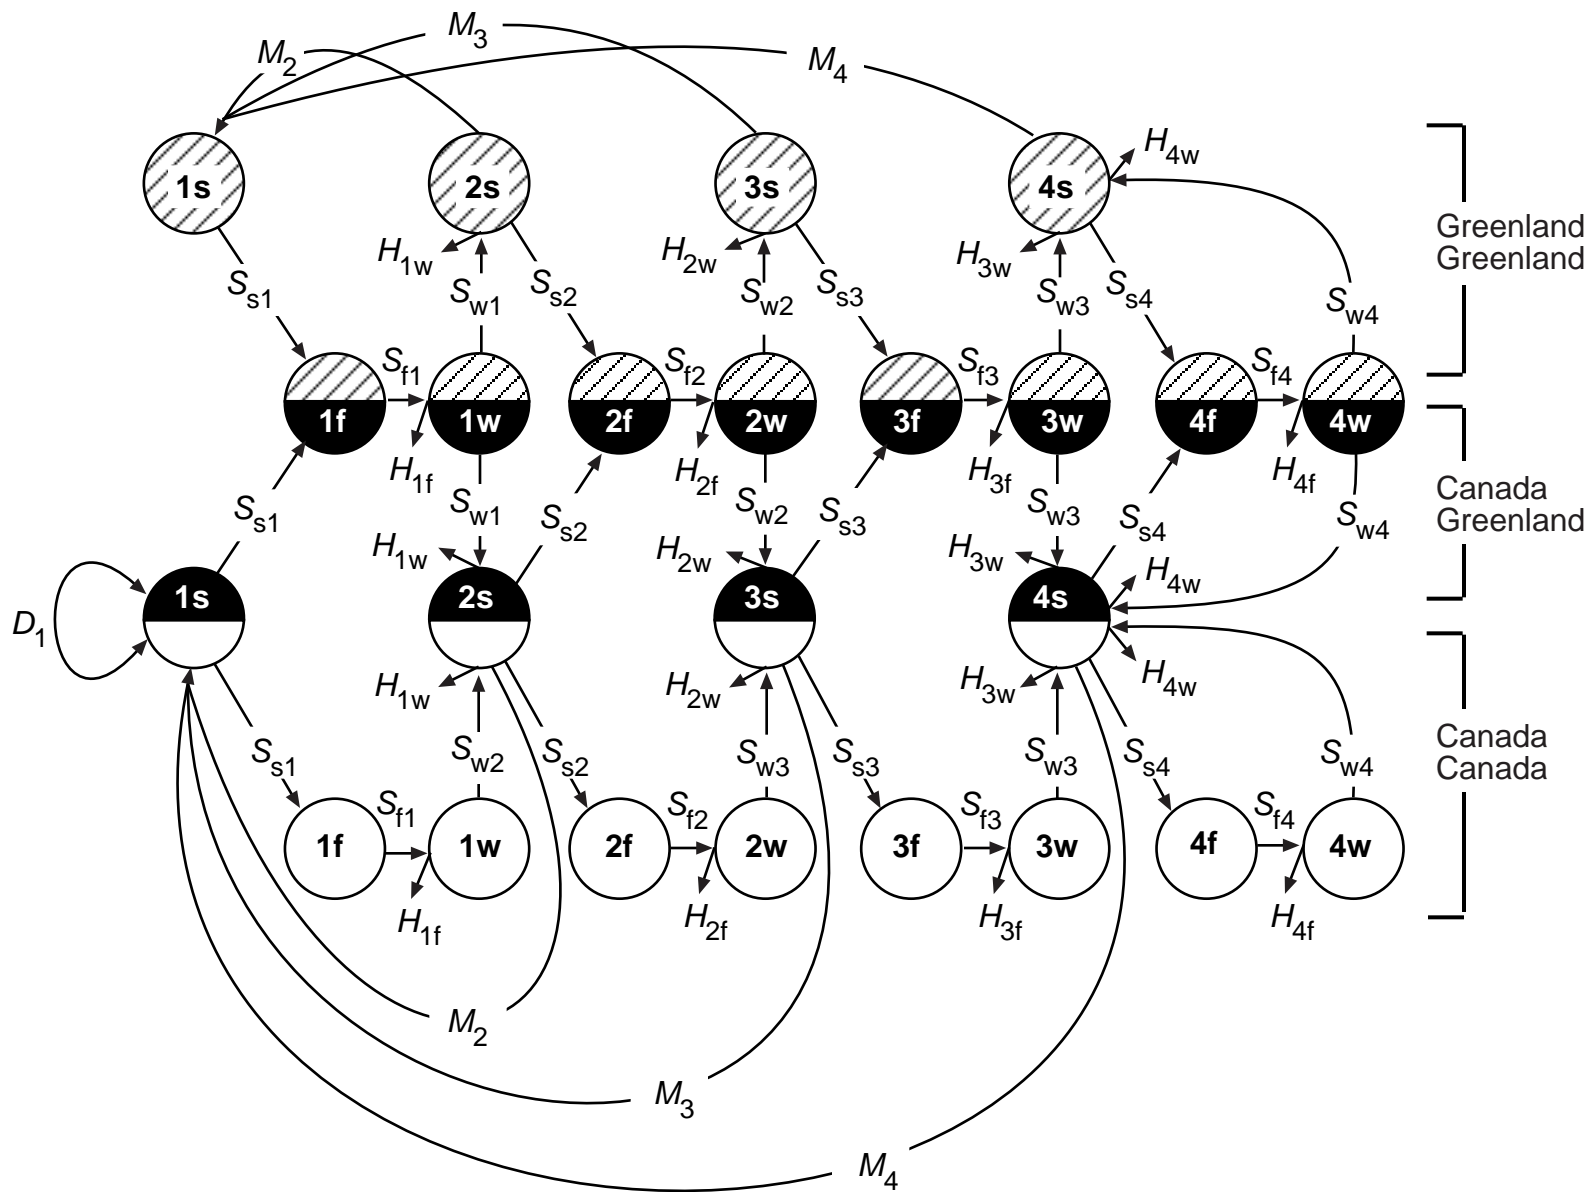 M3
M2
M4
H4w
1s
2s
3s
4s
Greenland
Greenland
H1w
H2w
H3w
Ss1
Sw1
Ss2
Sw2
Ss3
Sw3
Ss4
Sw4
Sf1
Sf2
Sf3
Sf4
1f
1w
2f
2w
3f
3w
4f
4w
H1f
H2f
H3f
H4f
Canada
Greenland
Ss1
Sw1
Ss2
Sw2
Ss3
Sw3
Ss4
Sw4
H1w
H2w
H3w
H4w
D1
1s
2s
3s
4s
H1w
H2w
H3w
H4w
Canada
Canada
Ss1
Sw2
Ss2
Sw3
Ss3
Sw3
Ss4
Sw4
Sf1
Sf2
Sf3
Sf4
1f
1w
2f
2w
3f
3w
4f
4w
H1f
H2f
H3f
H4f
M2
M3
M4